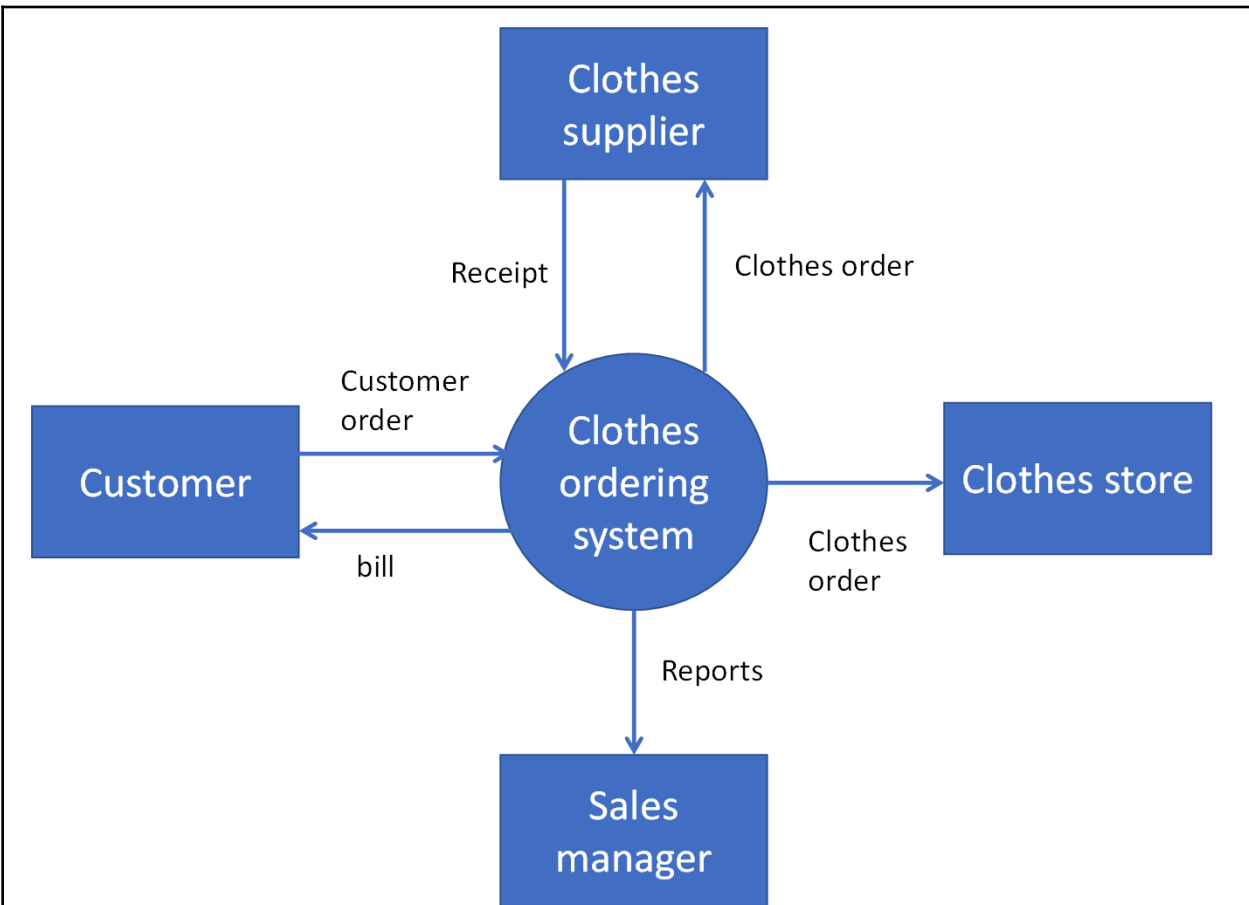 Clothes
supplier
Receipt
Clothes order
Customer
order
Customer
Clothes
ordering
system
Clothes store
bill
Clothes
order
Reports
Sales
manager